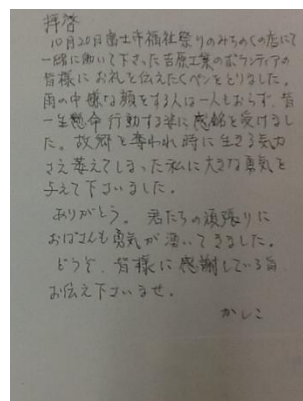 拝啓
10月20日富士市福祉祭りのみちのくの店にて
一緒に働いて下さった吉原工業のボランティアの
皆様にお礼を伝えたくペンをとりました。
雨の中嫌な顔をする人は一人もおらず、皆
一生懸命行動する姿に感銘を受けまし
た。故郷を奪われ時に生きる気力
さえ萎えてしまった私に大きな勇気を
与えて下さいました。
ありがとう。君たちの頑張りに
おばさんも勇気が湧いてきました。
どうぞ、皆様に感謝している旨、
お伝え下さいませ。
かしこ